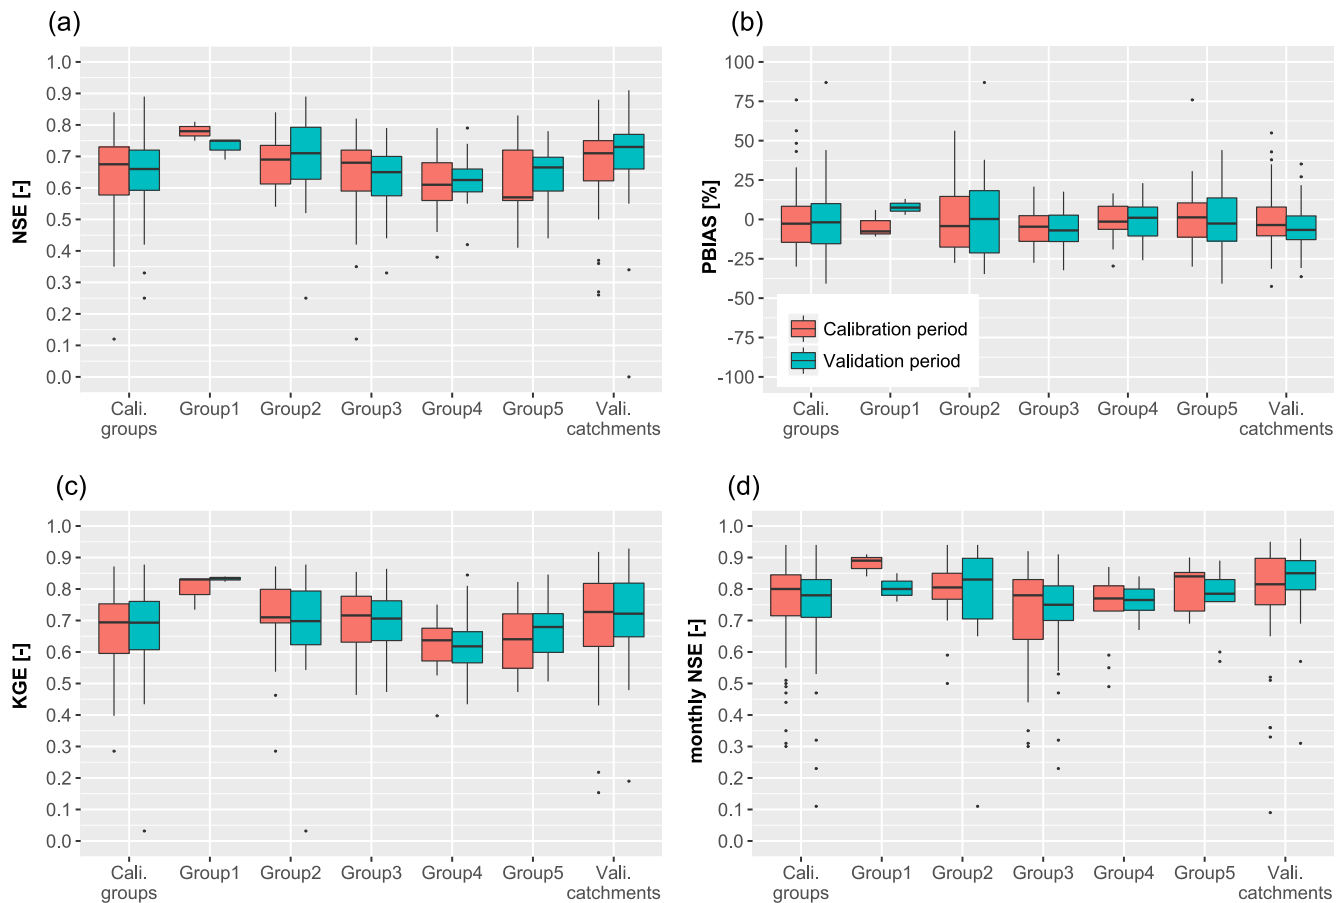 (a)
NSE [-]
1.0
0.9
0.8
0.7
0.6
0.5
0.4
0.3
0.2
0.1
0.0
Cali. groups
Group1
Group2
Group3
Group4
Group5
Vali. catchments
(b)
PBIAS [%]
100
75
50
25
0
-25
-50
-75
-100
Calibration period
Validation period
Cali. groups
Group1
Group2
Group3
Group4
Group5
Vali. catchments
(c)
KGE [-]
1.0
0.9
0.8
0.7
0.6
0.5
0.4
0.3
0.2
0.1
0.0
Cali. groups
Group1
Group2
Group3
Group4
Group5
Vali. catchments
(d)
monthly NSE [-]
1.0
0.9
0.8
0.7
0.6
0.5
0.4
0.3
0.2
0.1
0.0
Cali. groups
Group1
Group2
Group3
Group4
Group5
Vali. catchments